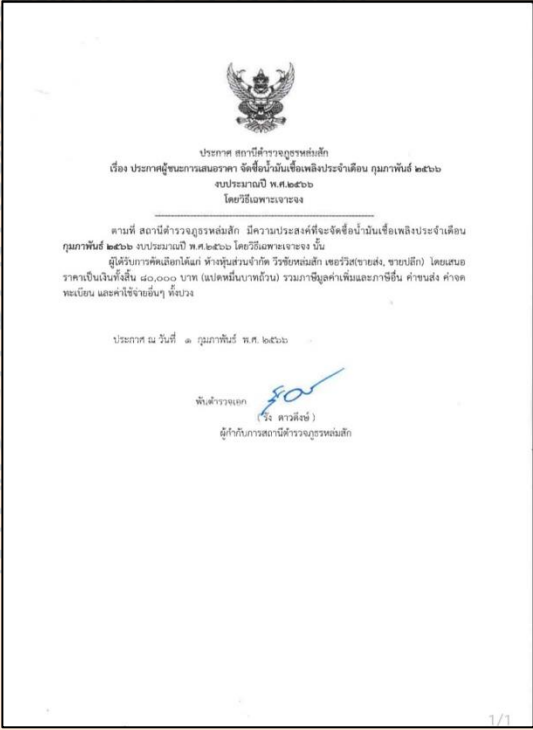 ประกาศ สถานีตำรวจภูธรหล่มสัก
เรื่อง ประกาศผู้ชนะการเสนอราคา จัดซื้อน้ำมันเชื้อเพลิงประจำเดือน กุมภาพันธ์ ๒๕๖๖
งบประมาณปี พ.ศ.๒๕๖๖
โดยวิธีเฉพาะเจาะจง
ตามที่ สถานีตำรวจภูธรหล่มสัก มีความประสงค์ที่จะจัดซื้อน้ำมันเชื้อเพลิงประจำเดือน
กุมภาพันธ์ ๒๕๖๖ งบประมาณปี พ.ศ.๒๕๖๖ โดยวิธีเฉพาะเจาะจง นั้น
ผู้ได้รับการคัดเลือกได้แก่ ห้างหุ้นส่วนจำกัด วีรชัยหล่มสัก เซอร์วิส(ขายส่ง, ขายปลีก) โดยเสนอ
ราคาเป็นเงินทั้งสิ้น ๘๐,๐๐๐ บาท (แปดหมื่นบาทถ้วน) รวมภาษีมูลค่าเพิ่มและภาษีอื่น ค่าขนส่ง ค่าจด
ทะเบียน และค่าใช้จ่ายอื่นๆ ทั้งปวง
ประกาศ ณ วันที่ ๑ กุมภาพันธ์ พ.ศ. ๒๕๖๖
พันตำรวจเอก
ผู้กำกับการสถานีตำรวจภูธรหล่มสัก
1/1